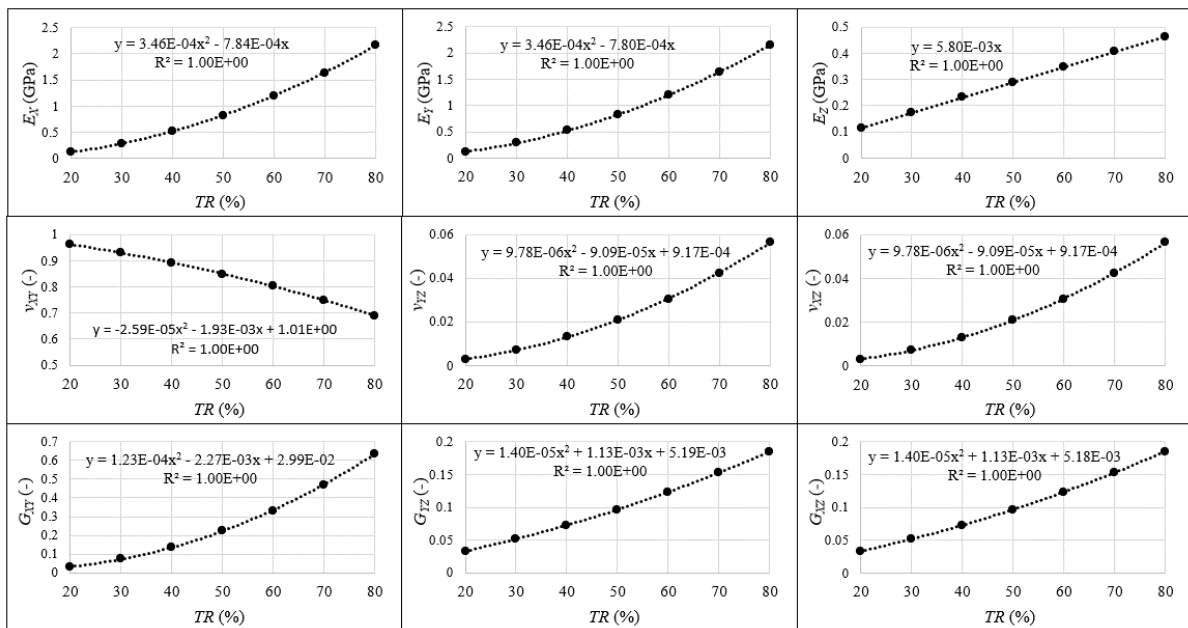 2.5
2
1.5
1
0.5
0
E_X (GPa)
y = 3.46E-04x² - 7.84E-04x
R² = 1.00E+00
20 30 40 50 60 70 80
TR (%)
2.5
2
1.5
1
0.5
0
E_Y (GPa)
y = 3.46E-04x² - 7.80E-04x
R² = 1.00E+00
20 30 40 50 60 70 80
TR (%)
0.5
0.4
0.3
0.2
0.1
0
E_Z (GPa)
y = 5.80E-03x
R² = 1.00E+00
20 30 40 50 60 70 80
TR (%)
1
0.9
0.8
0.7
0.6
0.5
ν_XY (-)
y = -2.59E-05x² - 1.93E-03x + 1.01E+00
R² = 1.00E+00
20 30 40 50 60 70 80
TR (%)
0.06
0.04
0.02
0
ν_YZ (-)
y = 9.78E-06x² - 9.09E-05x + 9.17E-04
R² = 1.00E+00
20 30 40 50 60 70 80
TR (%)
0.06
0.04
0.02
0
ν_XZ (-)
y = 9.78E-06x² - 9.09E-05x + 9.17E-04
R² = 1.00E+00
20 30 40 50 60 70 80
TR (%)
0.7
0.6
0.5
0.4
0.3
0.2
0.1
0
G_XY (-)
y = 1.23E-04x² - 2.27E-03x + 2.99E-02
R² = 1.00E+00
20 30 40 50 60 70 80
TR (%)
0.2
0.15
0.1
0.05
0
G_YZ (-)
y = 1.40E-05x² + 1.13E-03x + 5.19E-03
R² = 1.00E+00
20 30 40 50 60 70 80
TR (%)
0.2
0.15
0.1
0.05
0
G_XZ (-)
y = 1.40E-05x² + 1.13E-03x + 5.18E-03
R² = 1.00E+00
20 30 40 50 60 70 80
TR (%)